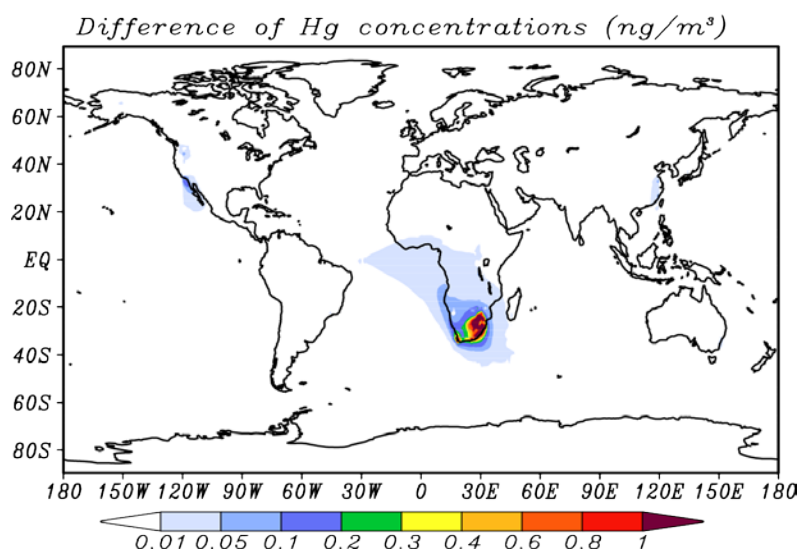 Difference of Hg concentrations (ng/m³)
80N
60N
40N
20N
EQ
20S
40S
60S
80S
180 150W 120W 90W 60W 30W 0 30E 60E 90E 120E 150E 180
0.01 0.05 0.1 0.2 0.3 0.4 0.6 0.8 1